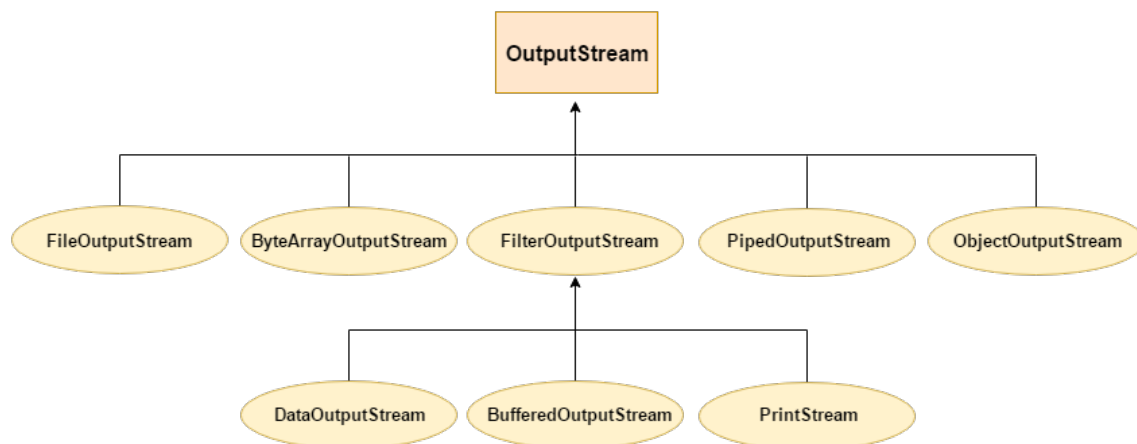 OutputStream
FileOutputStream
ByteArrayOutputStream
FilterOutputStream
PipedOutputStream
ObjectOutputStream
DataOutputStream
BufferedOutputStream
PrintStream